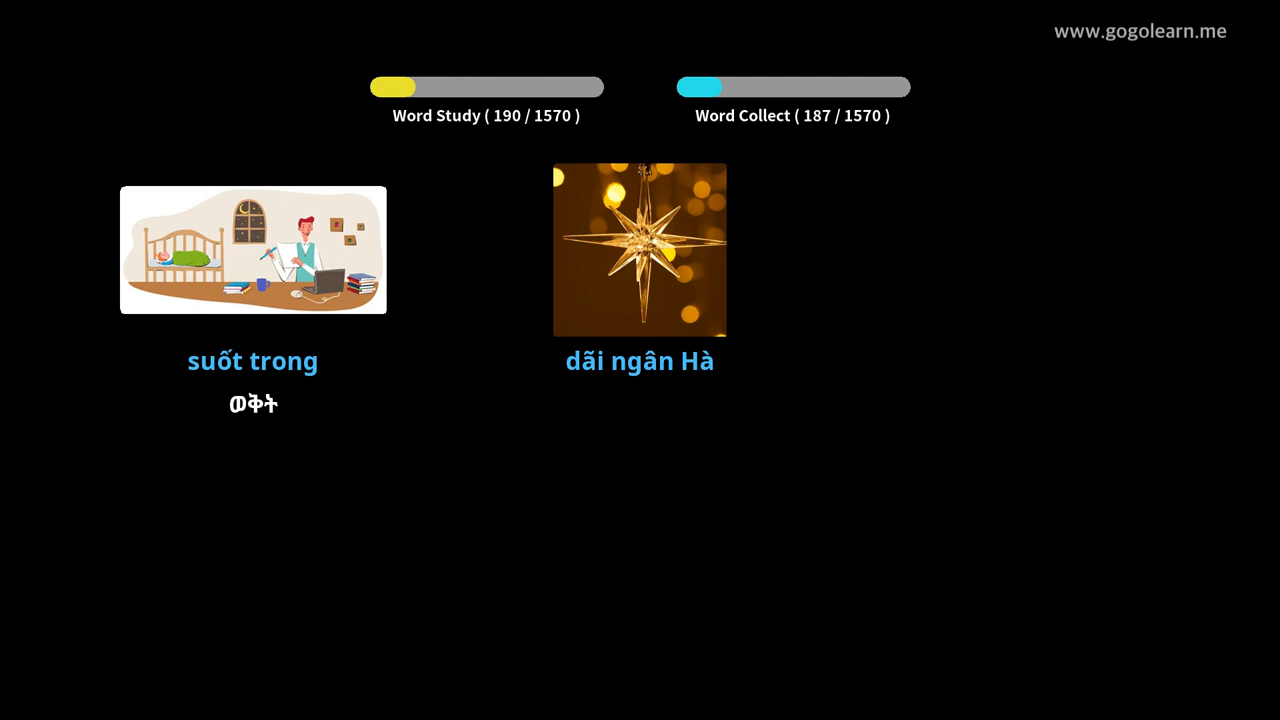 www.gogolearn.me
Word Study ( 190 / 1570 )
Word Collect ( 187 / 1570 )
suốt trong
dãi ngân Hà
ወቅት